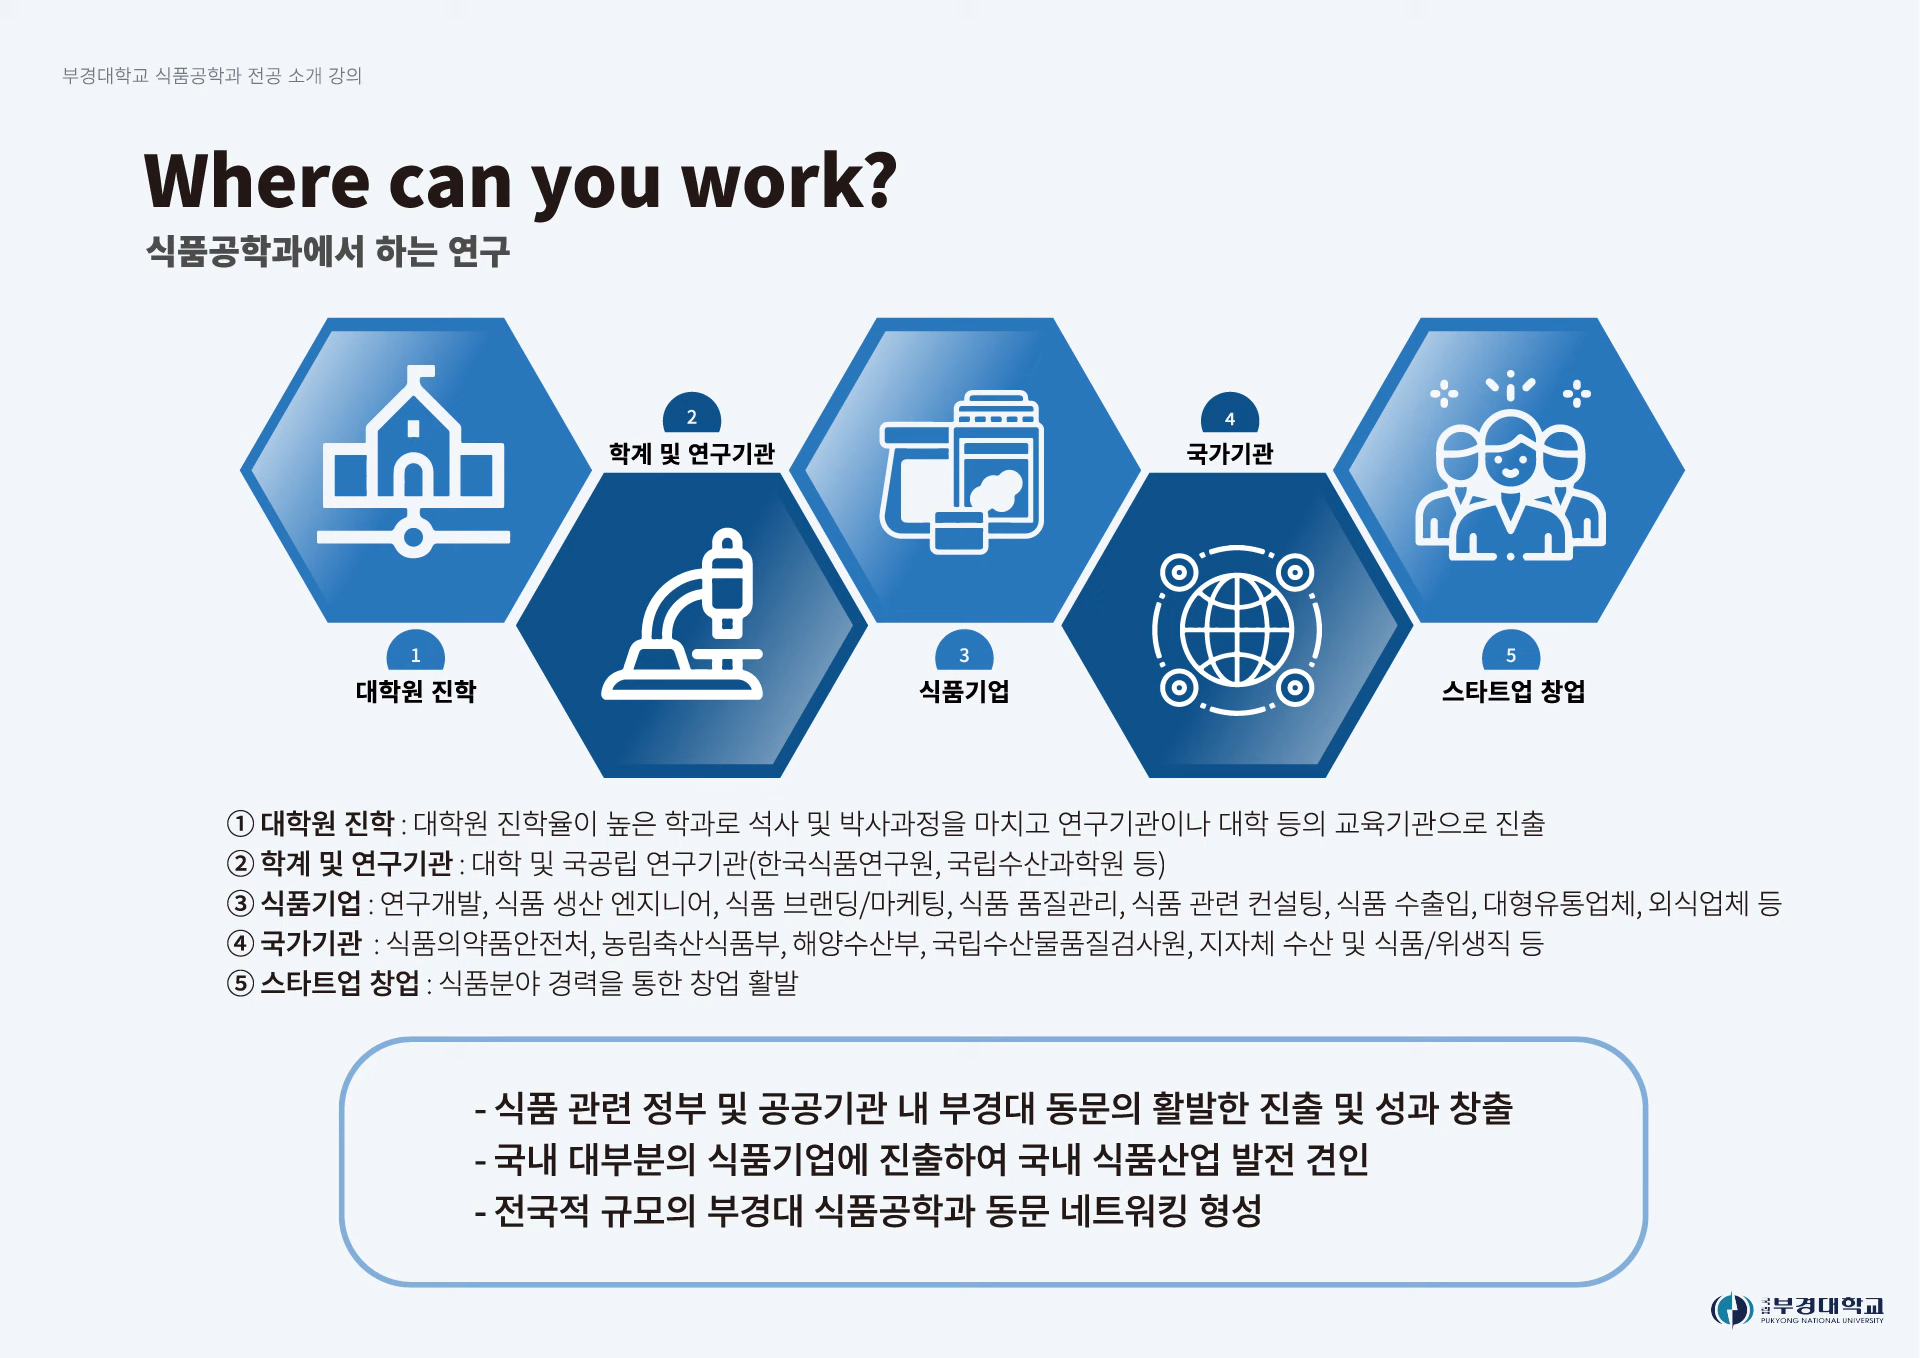 부경대학교 식품공학과 전공 소개 강의
Where can you work?
식품공학과에서 하는 연구
1
대학원 진학
2
학계 및 연구기관
3
식품기업
4
국가기관
5
스타트업 창업
① 대학원 진학 : 대학원 진학율이 높은 학과로 석사 및 박사과정을 마치고 연구기관이나 대학 등의 교육기관으로 진출
② 학계 및 연구기관 : 대학 및 국공립 연구기관(한국식품연구원, 국립수산과학원 등)
③ 식품기업 : 연구개발, 식품 생산 엔지니어, 식품 브랜딩/마케팅, 식품 품질관리, 식품 관련 컨설팅, 식품 수출입, 대형유통업체, 외식업체 등
④ 국가기관 : 식품의약품안전처, 농림축산식품부, 해양수산부, 국립수산물품질검사원, 지자체 수산 및 식품/위생직 등
⑤ 스타트업 창업 : 식품분야 경력을 통한 창업 활발
- 식품 관련 정부 및 공공기관 내 부경대 동문의 활발한 진출 및 성과 창출
- 국내 대부분의 식품기업에 진출하여 국내 식품산업 발전 견인
- 전국적 규모의 부경대 식품공학과 동문 네트워킹 형성
국립 부경대학교
PUKYONG NATIONAL UNIVERSITY